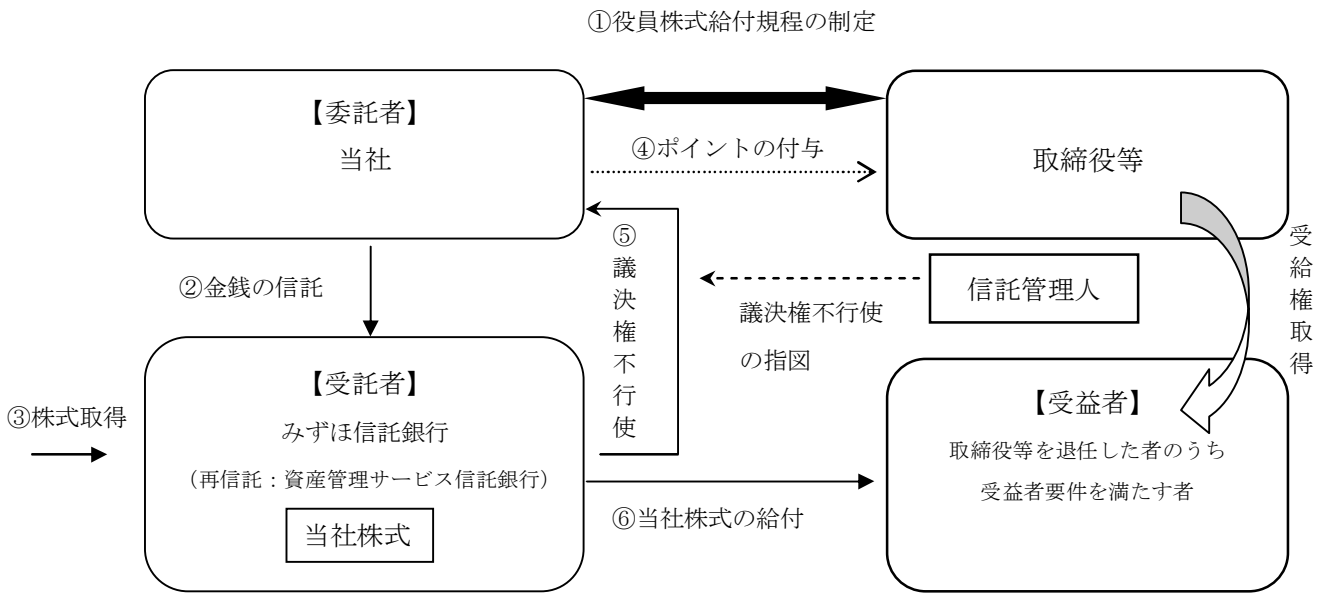 ①役員株式給付規程の制定
【委託者】
当社
④ポイントの付与
取締役等
②金銭の信託
⑤議決権不行使
議決権不行使
の指図
信託管理人
受給権取得
③株式取得
【受託者】
みずほ信託銀行
(再信託:資産管理サービス信託銀行)
当社株式
⑥当社株式の給付
【受益者】
取締役等を退任した者のうち
受益者要件を満たす者